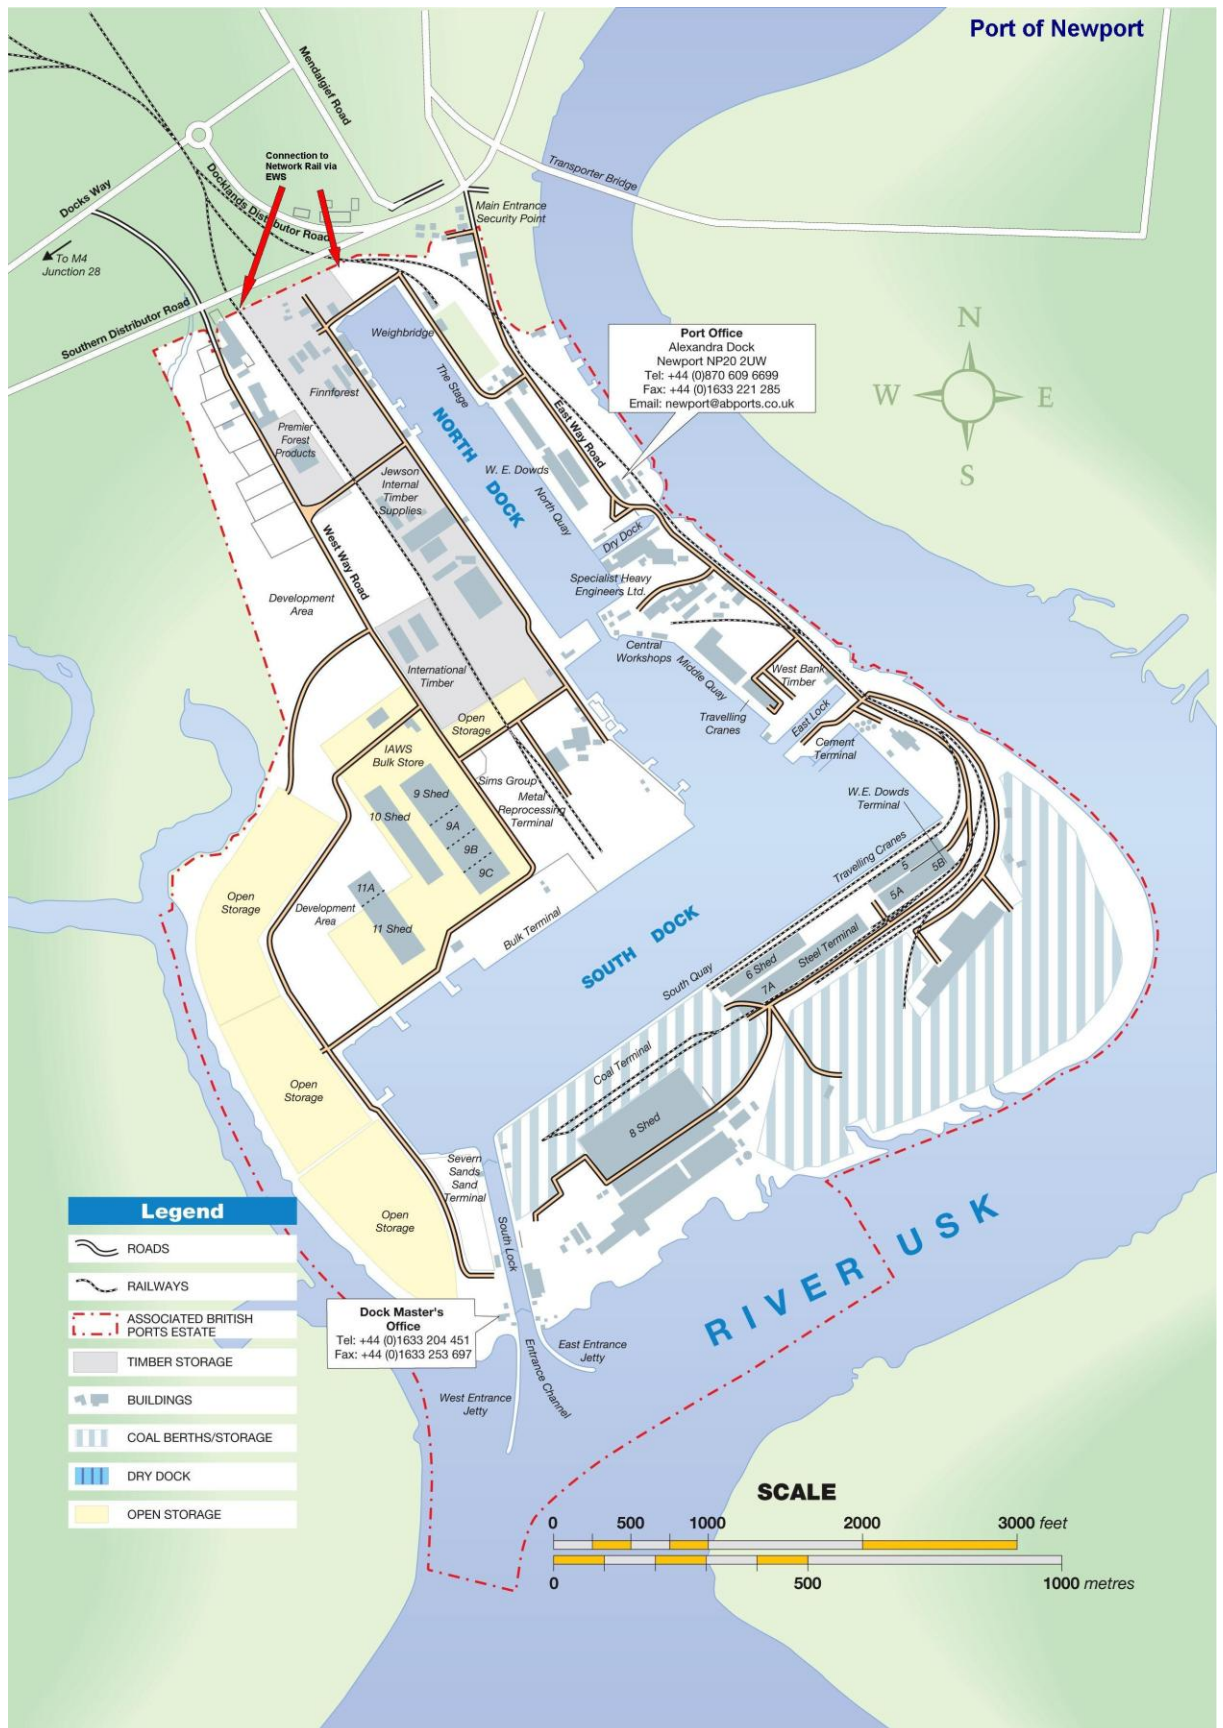 Port of Newport
Mendalgief Road
Connection to
Network Rail via
EWS
Docklands Distributor Road
Docks Way
Transporter Bridge
Main Entrance
Security Point
To M4
Junction 28
Southern Distributor Road
Weighbridge
The Stage
Finnforest
NORTH DOCK
East Way Road
Port Office
Alexandra Dock
Newport NP20 2UW
Tel: +44 (0)870 609 6699
Fax: +44 (0)1633 221 285
Email: newport@abports.co.uk
N
W
E
S
Premier
Forest
Products
Jewson
Internal
Timber
Supplies
W. E. Dowds
North Quay
Dry Dock
West Way Road
Specialist Heavy
Engineers Ltd.
Development
Area
Central
Workshops
Middle Quay
West Bank
Timber
International
Timber
Travelling
Cranes
East Lock
Open
Storage
Cement
Terminal
IAWS
Bulk Store
Sims Group
Metal
Reprocessing
Terminal
W.E. Dowds
Terminal
9 Shed
10 Shed
9A
9B
9C
Travelling Cranes
5
5B
5A
11A
Open
Storage
Development
Area
11 Shed
Bulk Terminal
SOUTH DOCK
Steel Terminal
6 Shed
7A
South Quay
Coal Terminal
Open
Storage
8 Shed
Severn
Sands
Sand
Terminal
Open
Storage
South Lock
RIVER USK
Legend
ROADS
RAILWAYS
ASSOCIATED BRITISH
PORTS ESTATE
TIMBER STORAGE
BUILDINGS
COAL BERTHS/STORAGE
DRY DOCK
OPEN STORAGE
Dock Master's
Office
Tel: +44 (0)1633 204 451
Fax: +44 (0)1633 253 697
East Entrance
Jetty
Entrance Channel
West Entrance
Jetty
SCALE
0 500 1000 2000 3000 feet
0 500 1000 metres